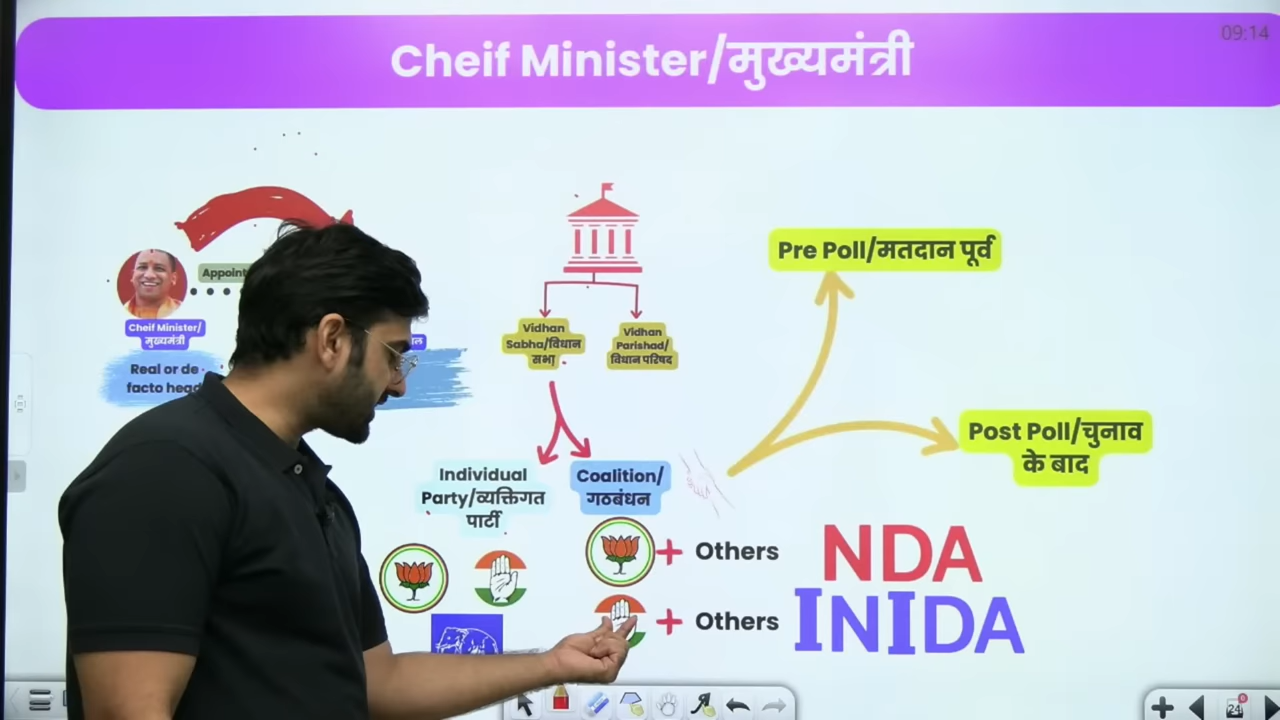 09:14
Cheif Minister/मुख्यमंत्री
Appoint
Cheif Minister/
मुख्यमंत्री
Real or de
facto head
Vidhan
Sabha/विधान
सभा
Vidhan
Parishad/
विधान परिषद
Pre Poll/मतदान पूर्व
Post Poll/चुनाव
के बाद
Individual
Party/व्यक्तिगत
पार्टी
Coalition/
गठबंधन
+ Others
NDA
+ Others
INIDA
24